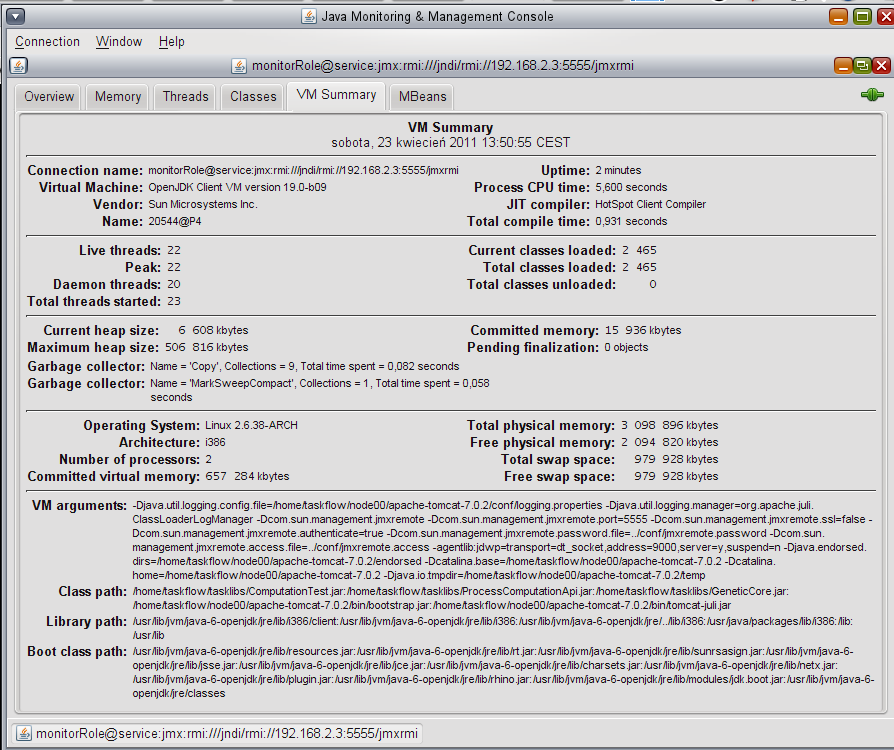 Java Monitoring & Management Console
Connection Window Help
monitorRole@service:jmx:rmi:///jndi/rmi://192.168.2.3:5555/jmxrmi
Overview Memory Threads Classes VM Summary MBeans
VM Summary
sobota, 23 kwiecień 2011 13:50:55 CEST
Connection name: monitorRole@service:jmx:rmi:///jndi/rmi://192.168.2.3:5555/jmxrmi Uptime: 2 minutes
Virtual Machine: OpenJDK Client VM version 19.0-b09 Process CPU time: 5,600 seconds
Vendor: Sun Microsystems Inc. JIT compiler: HotSpot Client Compiler
Name: 20544@P4 Total compile time: 0,931 seconds
Live threads: 22 Current classes loaded: 2 465
Peak: 22 Total classes loaded: 2 465
Daemon threads: 20 Total classes unloaded: 0
Total threads started: 23
Current heap size: 6 608 kbytes Committed memory: 15 936 kbytes
Maximum heap size: 506 816 kbytes Pending finalization: 0 objects
Garbage collector: Name = 'Copy', Collections = 9, Total time spent = 0,082 seconds
Garbage collector: Name = 'MarkSweepCompact', Collections = 1, Total time spent = 0,058
seconds
Operating System: Linux 2.6.38-ARCH Total physical memory: 3 098 896 kbytes
Architecture: i386 Free physical memory: 2 094 820 kbytes
Number of processors: 2 Total swap space: 979 928 kbytes
Committed virtual memory: 657 284 kbytes Free swap space: 979 928 kbytes
VM arguments: -Djava.util.logging.config.file=/home/taskflow/node00/apache-tomcat-7.0.2/conf/logging.properties -Djava.util.logging.manager=org.apache.juli.
ClassLoaderLogManager -Dcom.sun.management.jmxremote -Dcom.sun.management.jmxremote.port=5555 -Dcom.sun.management.jmxremote.ssl=false -
Dcom.sun.management.jmxremote.authenticate=true -Dcom.sun.management.jmxremote.password.file=../conf/jmxremote.password -Dcom.sun.
management.jmxremote.access.file=../conf/jmxremote.access -agentlib:jdwp=transport=dt_socket,address=9000,server=y,suspend=n -Djava.endorsed.
dirs=/home/taskflow/node00/apache-tomcat-7.0.2/endorsed -Dcatalina.base=/home/taskflow/node00/apache-tomcat-7.0.2 -Dcatalina.
home=/home/taskflow/node00/apache-tomcat-7.0.2 -Djava.io.tmpdir=/home/taskflow/node00/apache-tomcat-7.0.2/temp
Class path: /home/taskflow/tasklibs/ComputationTest.jar:/home/taskflow/tasklibs/ProcessComputationApi.jar:/home/taskflow/tasklibs/GeneticCore.jar:
/home/taskflow/node00/apache-tomcat-7.0.2/bin/bootstrap.jar:/home/taskflow/node00/apache-tomcat-7.0.2/bin/tomcat-juli.jar
Library path: /usr/lib/jvm/java-6-openjdk/jre/lib/i386/client:/usr/lib/jvm/java-6-openjdk/jre/lib/i386:/usr/lib/jvm/java-6-openjdk/jre/../lib/i386:/usr/java/packages/lib/i386:/lib:
/usr/lib
Boot class path: /usr/lib/jvm/java-6-openjdk/jre/lib/resources.jar:/usr/lib/jvm/java-6-openjdk/jre/lib/rt.jar:/usr/lib/jvm/java-6-openjdk/jre/lib/sunrsasign.jar:/usr/lib/jvm/java-6-
openjdk/jre/lib/jsse.jar:/usr/lib/jvm/java-6-openjdk/jre/lib/jce.jar:/usr/lib/jvm/java-6-openjdk/jre/lib/charsets.jar:/usr/lib/jvm/java-6-openjdk/jre/lib/netx.jar:
/usr/lib/jvm/java-6-openjdk/jre/lib/plugin.jar:/usr/lib/jvm/java-6-openjdk/jre/lib/rhino.jar:/usr/lib/jvm/java-6-openjdk/jre/lib/modules/jdk.boot.jar:/usr/lib/jvm/java-6-
openjdk/jre/classes
monitorRole@service:jmx:rmi:///jndi/rmi://192.168.2.3:5555/jmxrmi